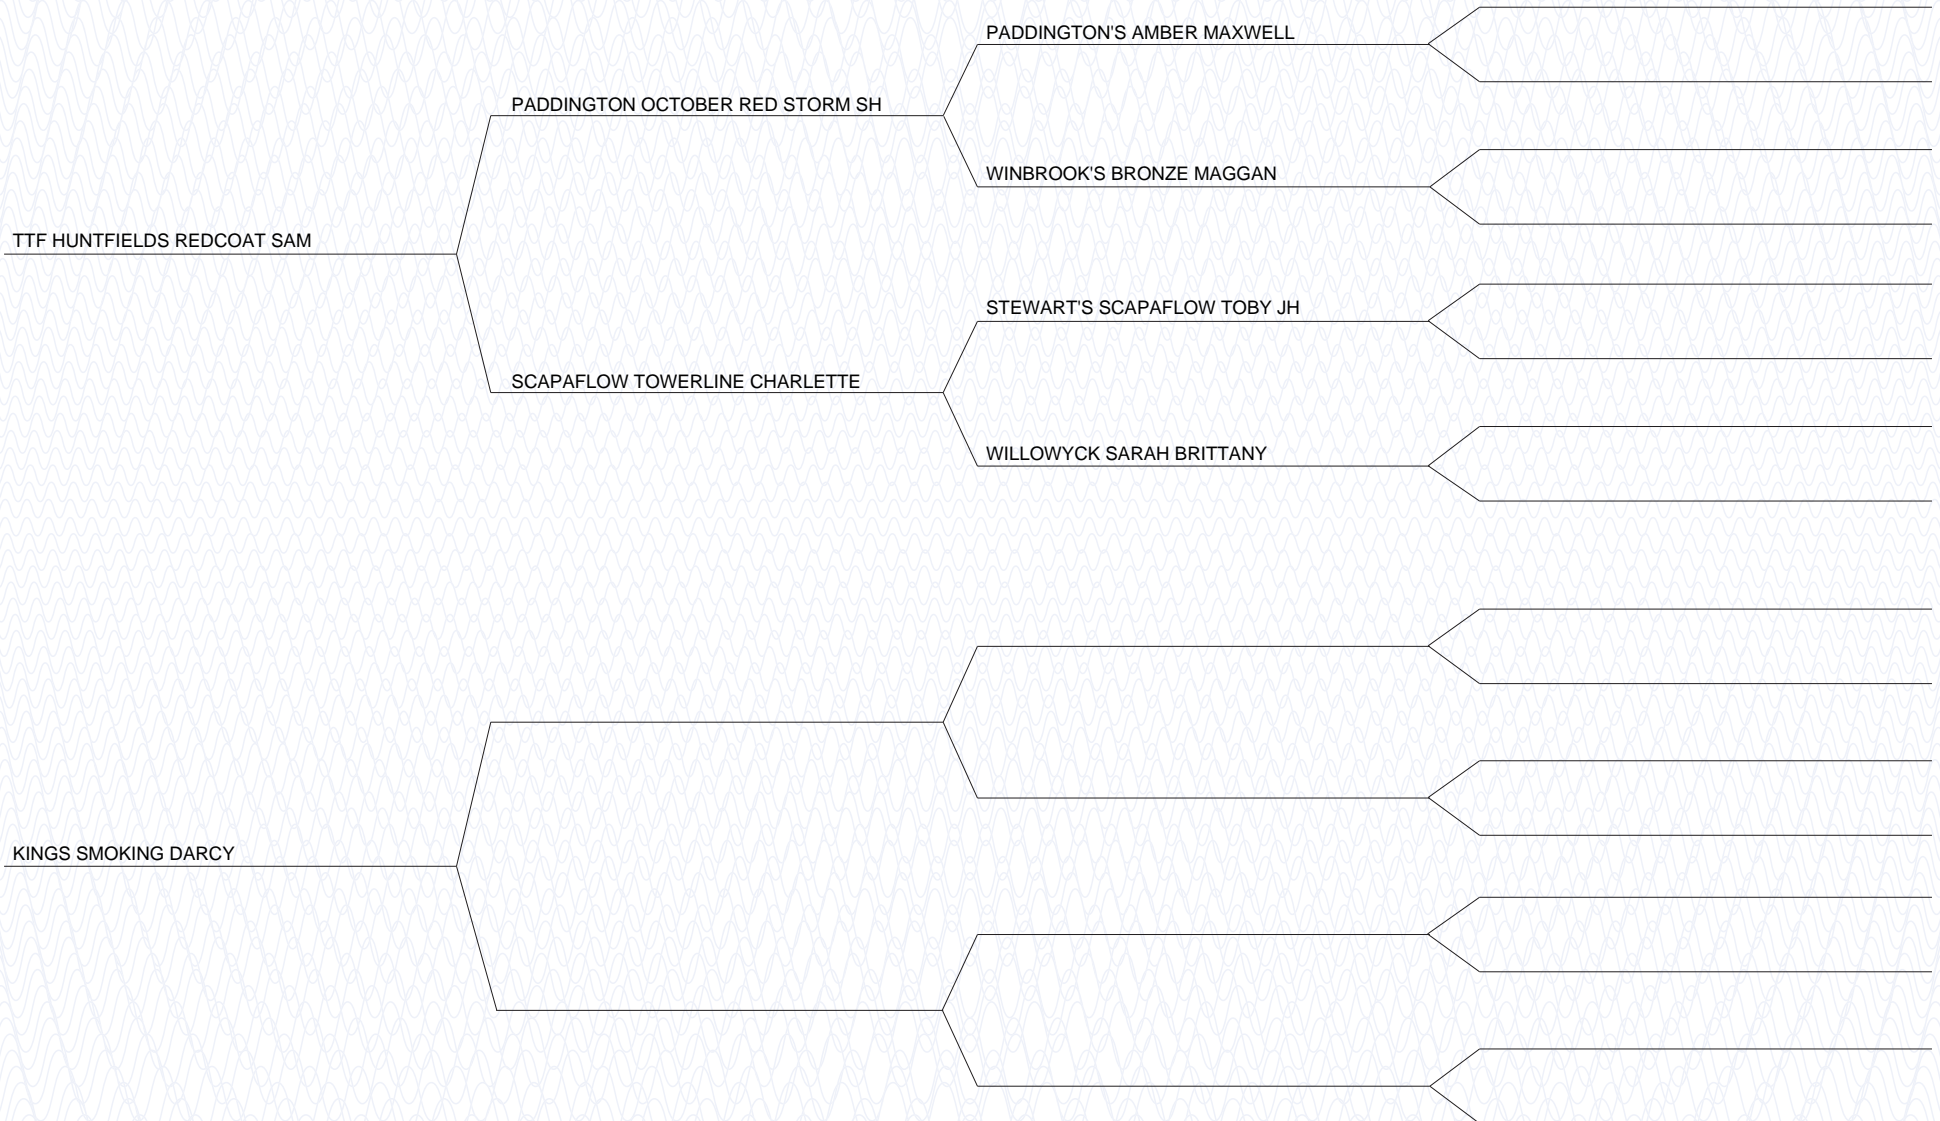 PADDINGTON'S AMBER MAXWELL
PADDINGTON OCTOBER RED STORM SH
WINBROOK'S BRONZE MAGGAN
TTF HUNTFIELDS REDCOAT SAM
STEWART'S SCAPAFLOW TOBY JH
SCAPAFLOW TOWERLINE CHARLETTE
WILLOWYCK SARAH BRITTANY
KINGS SMOKING DARCY